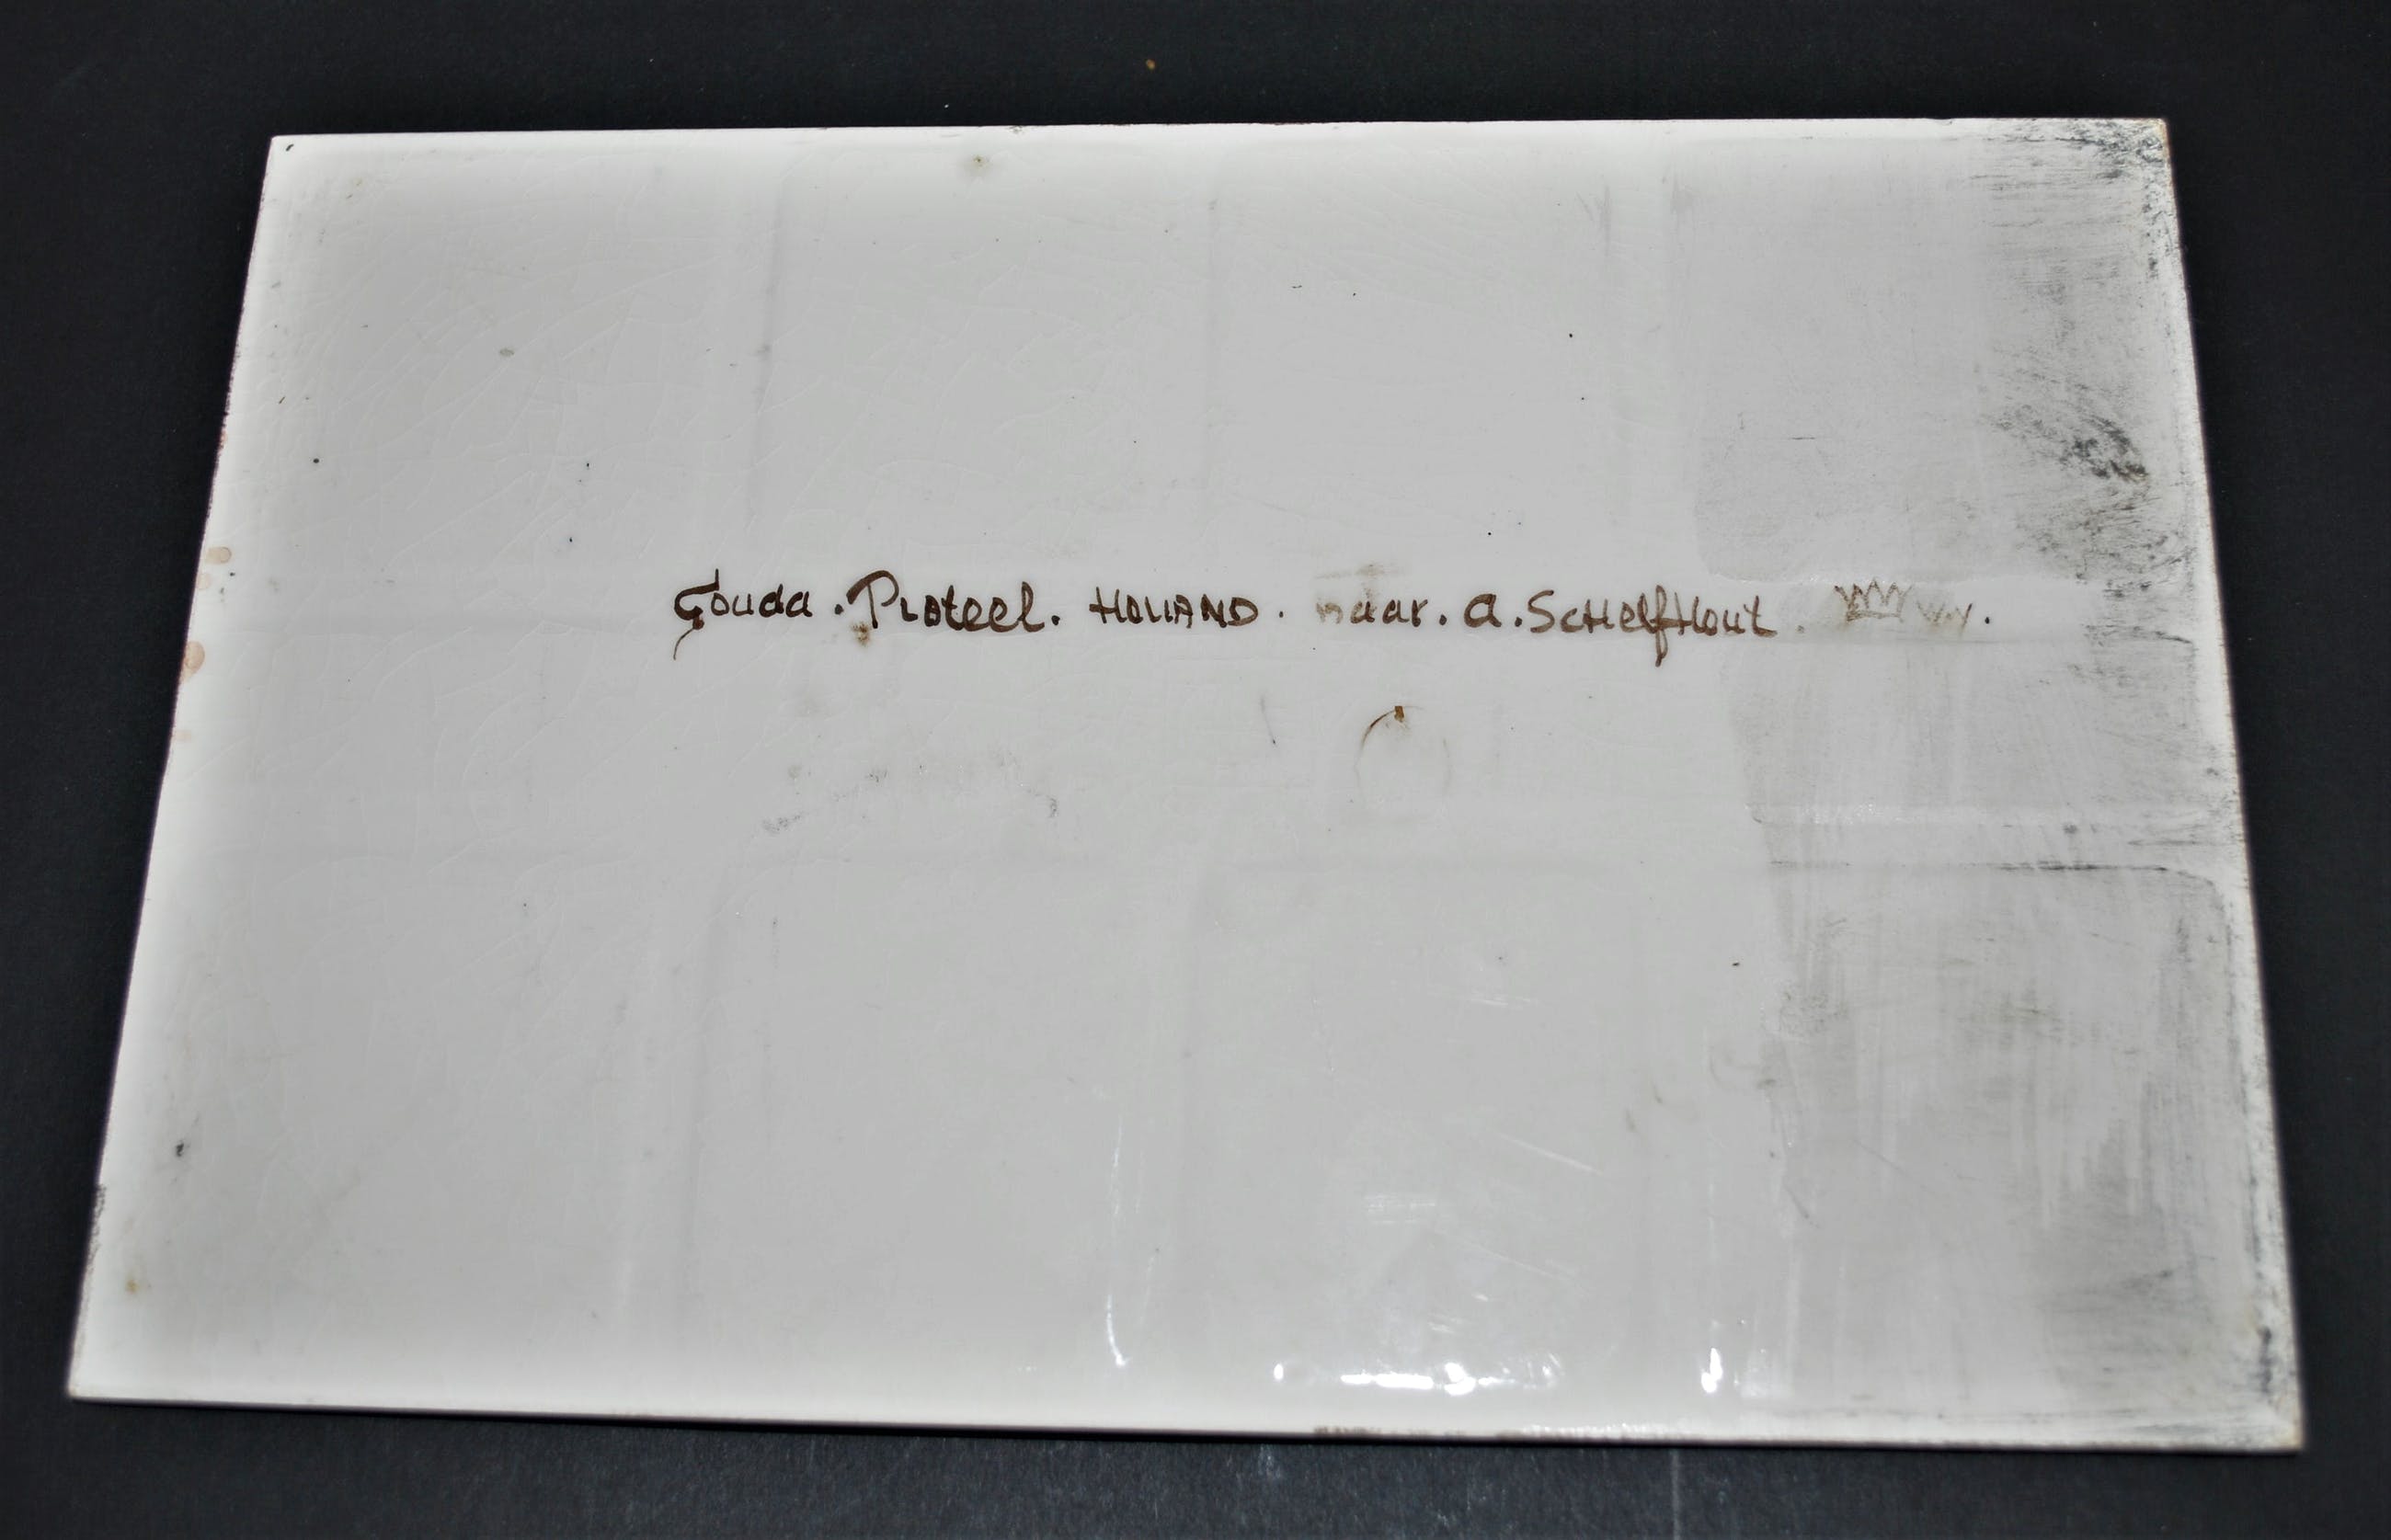 Gouda. Plateel. HOLLAND. naar. A. Schelfhout.